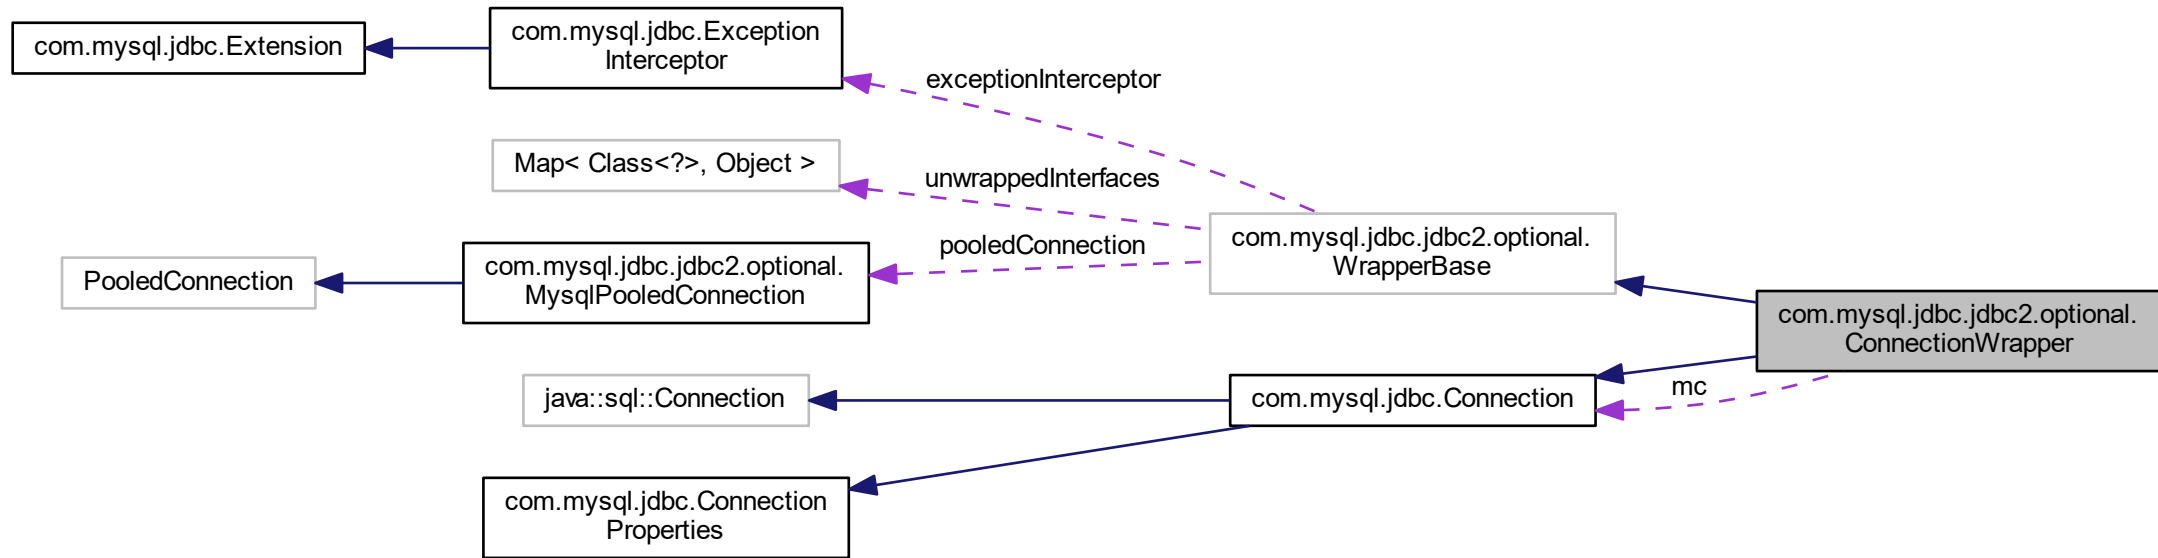 com.mysql.jdbc.Extension
com.mysql.jdbc.Exception
Interceptor
exceptionInterceptor
Map< Class<?>, Object >
unwrappedInterfaces
PooledConnection
com.mysql.jdbc.jdbc2.optional.
MysqlPooledConnection
pooledConnection
com.mysql.jdbc.jdbc2.optional.
WrapperBase
com.mysql.jdbc.jdbc2.optional.
ConnectionWrapper
java::sql::Connection
com.mysql.jdbc.Connection
mc
com.mysql.jdbc.Connection
Properties